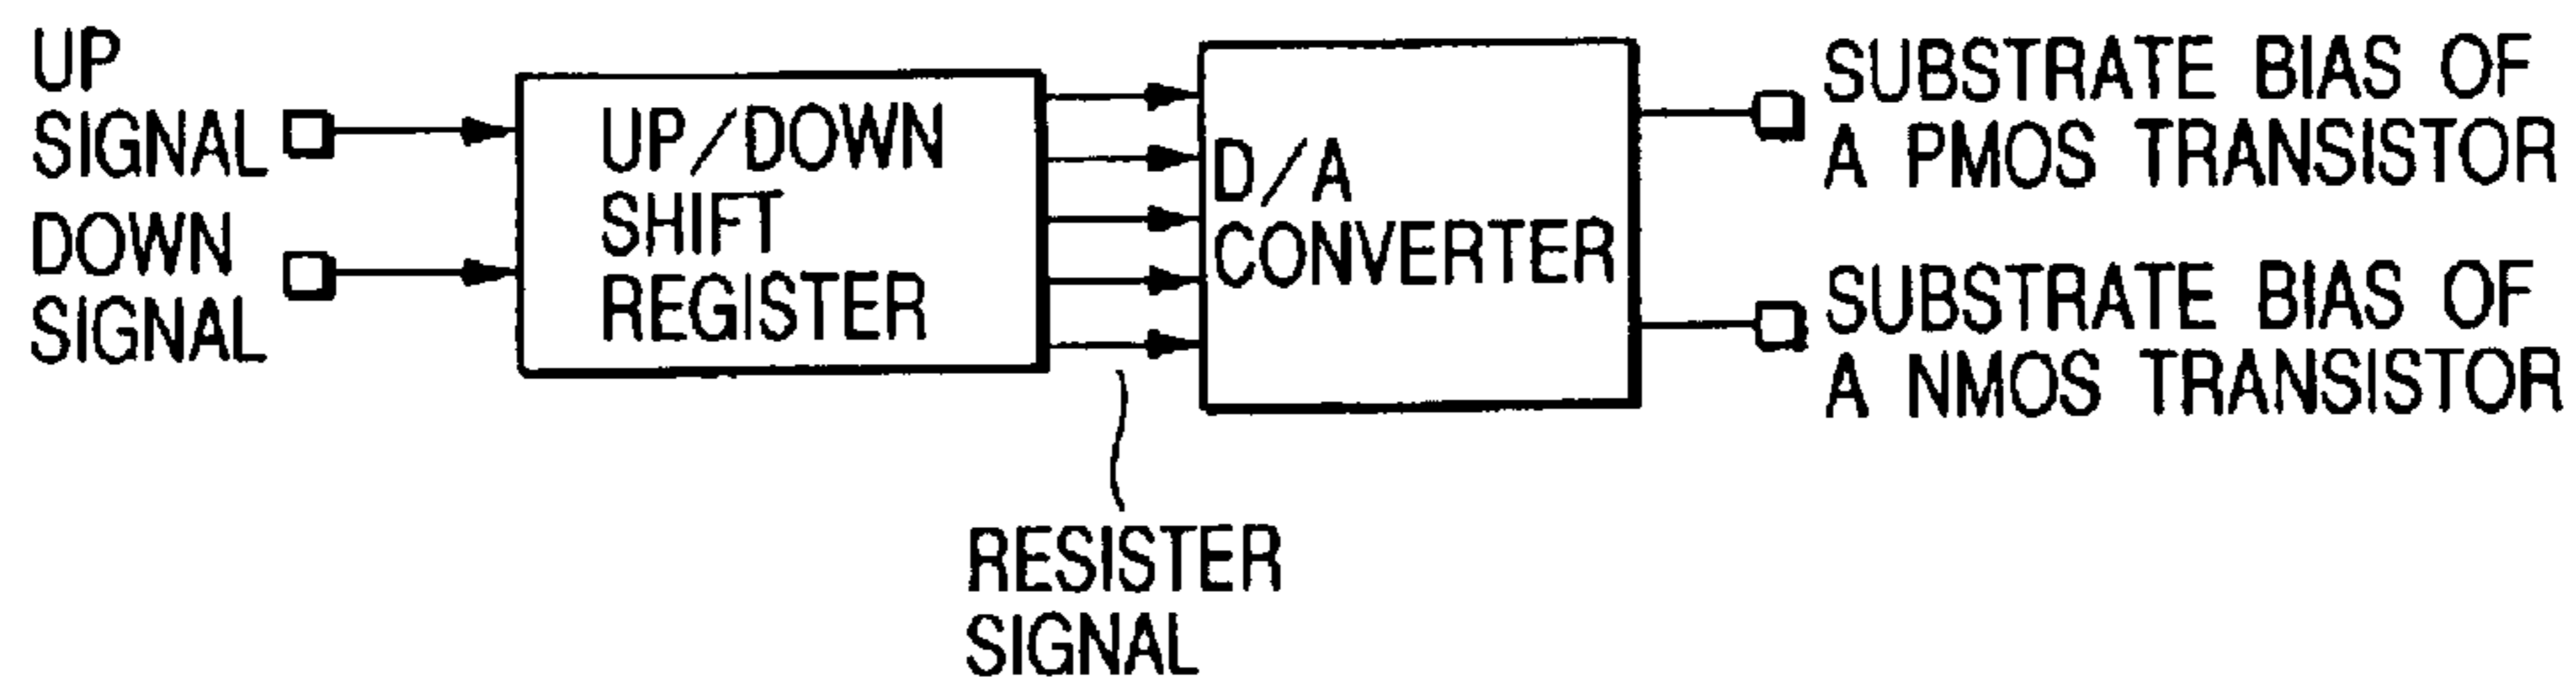 UP
SIGNAL
DOWN
SIGNAL
UP/DOWN
SHIFT
REGISTER
D/A
CONVERTER
SUBSTRATE BIAS OF
A PMOS TRANSISTOR
SUBSTRATE BIAS OF
A NMOS TRANSISTOR
RESISTER
SIGNAL